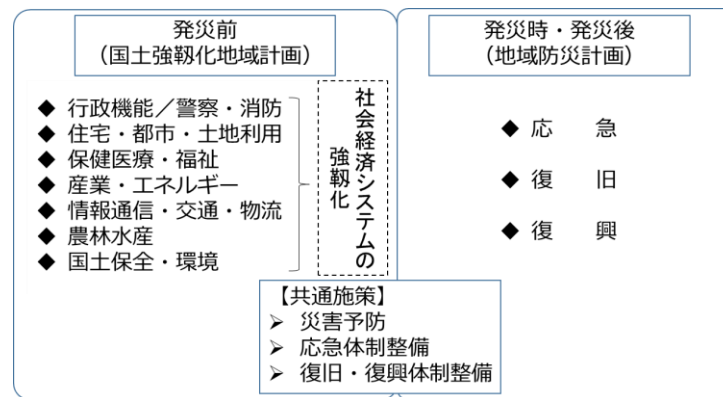 発災前
（国土強靱化地域計画）
◆ 行政機能／警察・消防
◆ 住宅・都市・土地利用
◆ 保健医療・福祉
◆ 産業・エネルギー
◆ 情報通信・交通・物流
◆ 農林水産
◆ 国土保全・環境
社会経済システムの
強靱化
発災時・発災後
（地域防災計画）
◆ 応　急
◆ 復　旧
◆ 復　興
【共通施策】
➢ 災害予防
➢ 応急体制整備
➢ 復旧・復興体制整備